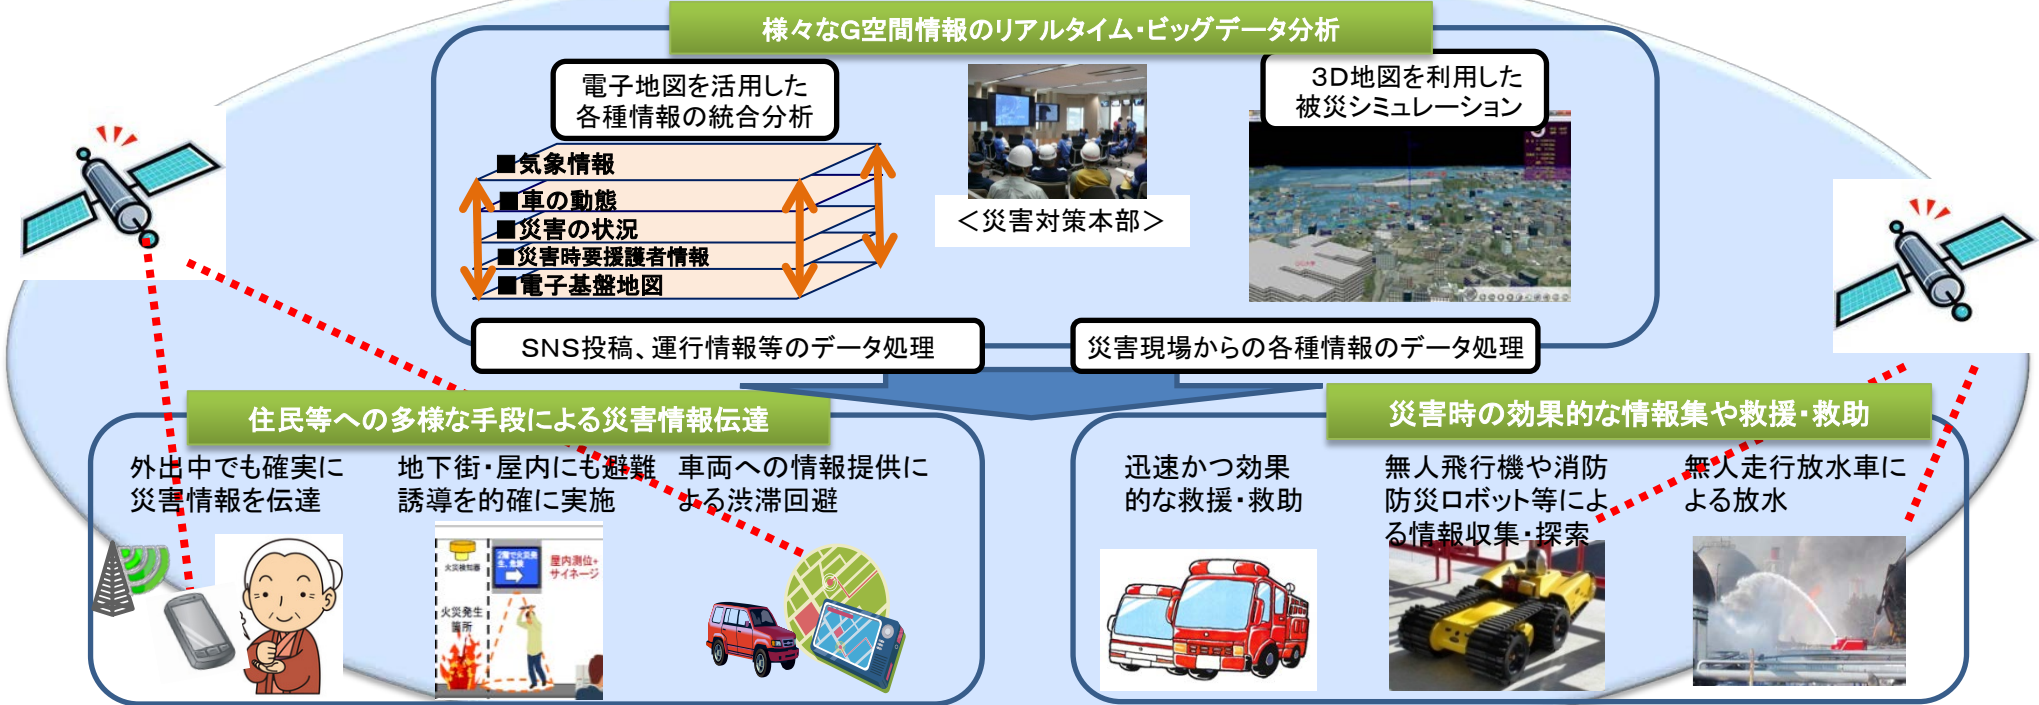 様々なG空間情報のリアルタイム・ビッグデータ分析
電子地図を活用した
各種情報の統合分析
■気象情報
■車の動態
■災害の状況
■災害時要援護者情報
■電子基盤地図
＜災害対策本部＞
3D地図を利用した
被災シミュレーション
SNS投稿、運行情報等のデータ処理
災害現場からの各種情報のデータ処理
住民等への多様な手段による災害情報伝達
外出中でも確実に
災害情報を伝達
地下街・屋内にも避難
誘導を的確に実施
車両への情報提供に
よる渋滞回避
火災検知器
2階で火災発
生、危険
屋内測位+
サイネージ
火災発生
箇所
災害時の効果的な情報集や救援・救助
迅速かつ効果
的な救援・救助
無人飛行機や消防
防災ロボット等によ
る情報収集・探索
無人走行放水車に
よる放水